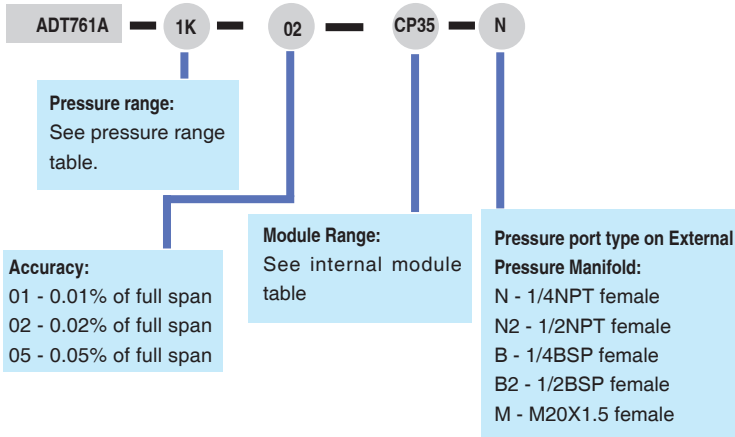 ADT761A — 1K — 02 — CP35 — N
Pressure range:
See pressure range
table.
Accuracy:
01 - 0.01% of full span
02 - 0.02% of full span
05 - 0.05% of full span
Module Range:
See internal module
table
Pressure port type on External
Pressure Manifold:
N - 1/4NPT female
N2 - 1/2NPT female
B - 1/4BSP female
B2 - 1/2BSP female
M - M20X1.5 female